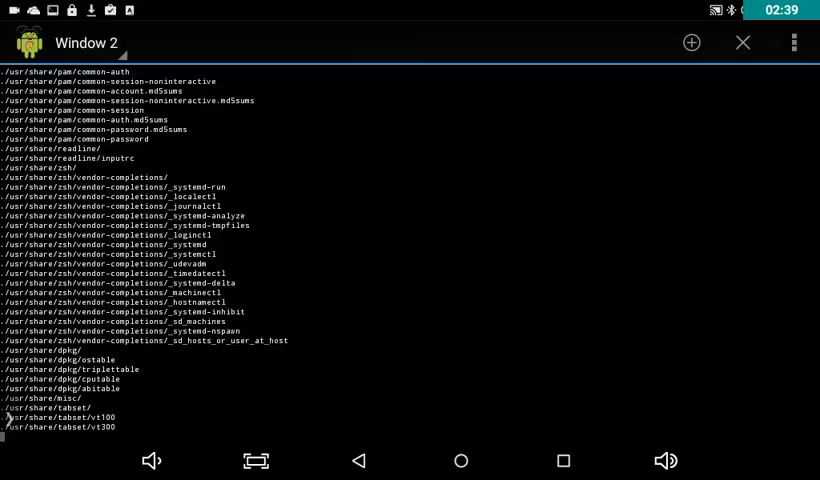 02:39
Window 2
./usr/share/pam/common-auth
./usr/share/pam/common-session-noninteractive
./usr/share/pam/common-account.md5sums
./usr/share/pam/common-session-noninteractive.md5sums
./usr/share/pam/common-session
./usr/share/pam/common-auth.md5sums
./usr/share/pam/common-password.md5sums
./usr/share/pam/common-password
./usr/share/readline/
./usr/share/readline/inputrc
./usr/share/zsh/
./usr/share/zsh/vendor-completions/
./usr/share/zsh/vendor-completions/_systemd-run
./usr/share/zsh/vendor-completions/_localectl
./usr/share/zsh/vendor-completions/_journalctl
./usr/share/zsh/vendor-completions/_systemd-analyze
./usr/share/zsh/vendor-completions/_systemd-tmpfiles
./usr/share/zsh/vendor-completions/_loginctl
./usr/share/zsh/vendor-completions/_systemd
./usr/share/zsh/vendor-completions/_systemctl
./usr/share/zsh/vendor-completions/_udevadm
./usr/share/zsh/vendor-completions/_timedatectl
./usr/share/zsh/vendor-completions/_systemd-delta
./usr/share/zsh/vendor-completions/_machinectl
./usr/share/zsh/vendor-completions/_hostnamectl
./usr/share/zsh/vendor-completions/_systemd-inhibit
./usr/share/zsh/vendor-completions/_sd_machines
./usr/share/zsh/vendor-completions/_systemd-nspawn
./usr/share/zsh/vendor-completions/_sd_hosts_or_user_at_host
./usr/share/dpkg/
./usr/share/dpkg/ostable
./usr/share/dpkg/triplettable
./usr/share/dpkg/cputable
./usr/share/dpkg/abitable
./usr/share/misc/
./usr/share/tabset/
./usr/share/tabset/vt100
./usr/share/tabset/vt300